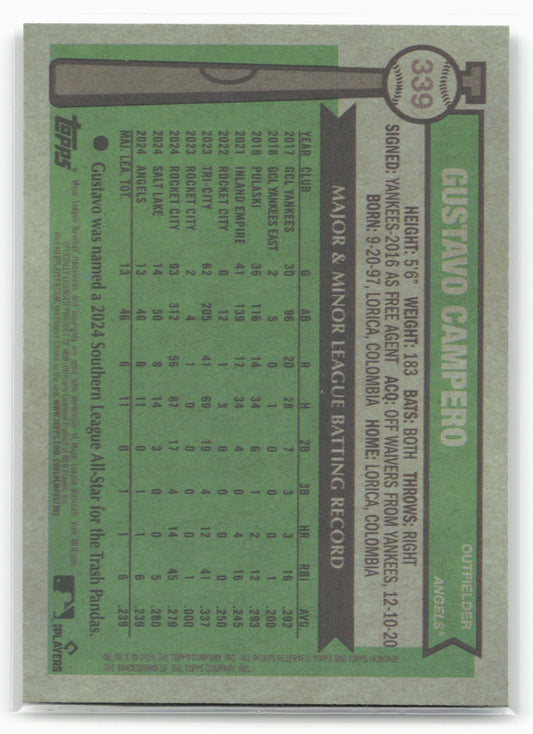 339
GUSTAVO CAMPERO
OUTFIELDER
ANGELS®
HEIGHT: 5'6" WEIGHT: 183 BATS: BOTH THROWS: RIGHT
SIGNED: YANKEES-2016 AS FREE AGENT ACQ: OFF WAIVERS FROM YANKEES, 12-10-20
BORN: 9-20-97, LORICA, COLOMBIA HOME: LORICA, COLOMBIA
MAJOR & MINOR LEAGUE BATTING RECORD
YEAR CLUB G AB R H 2B 3B HR RBI AVG.
2017 GCL YANKEES 30 96 20 28 7 3 3 16 .292
2018 GCL YANKEES EAST 2 5 0 1 0 0 0 0 .200
2019 PULASKI 36 116 14 34 6 1 2 12 .293
2021 INLAND EMPIRE 41 139 17 34 4 0 4 16 .245
2022 ROCKET CITY 11 12 1 3 0 0 0 .250
2023 TRI-CITY 62 205 41 69 19 2 12 41 .337
2023 ROCKET CITY 2 4 2 4 1 0 0 1 1.000
2024 ROCKET CITY 93 312 56 87 17 4 14 45 .279
2024 SALT LAKE 14 50 8 14 3 0 0 5 .280
2024 ANGELS 13 46 6 11 0 1 1 6 .239
MAJ. LEA. TOT. 13 46 6 11 0 1 1 6 .239
● Gustavo was named a 2024 Southern League All-Star for the Trash Pandas.
topps
MLB PLAYERS